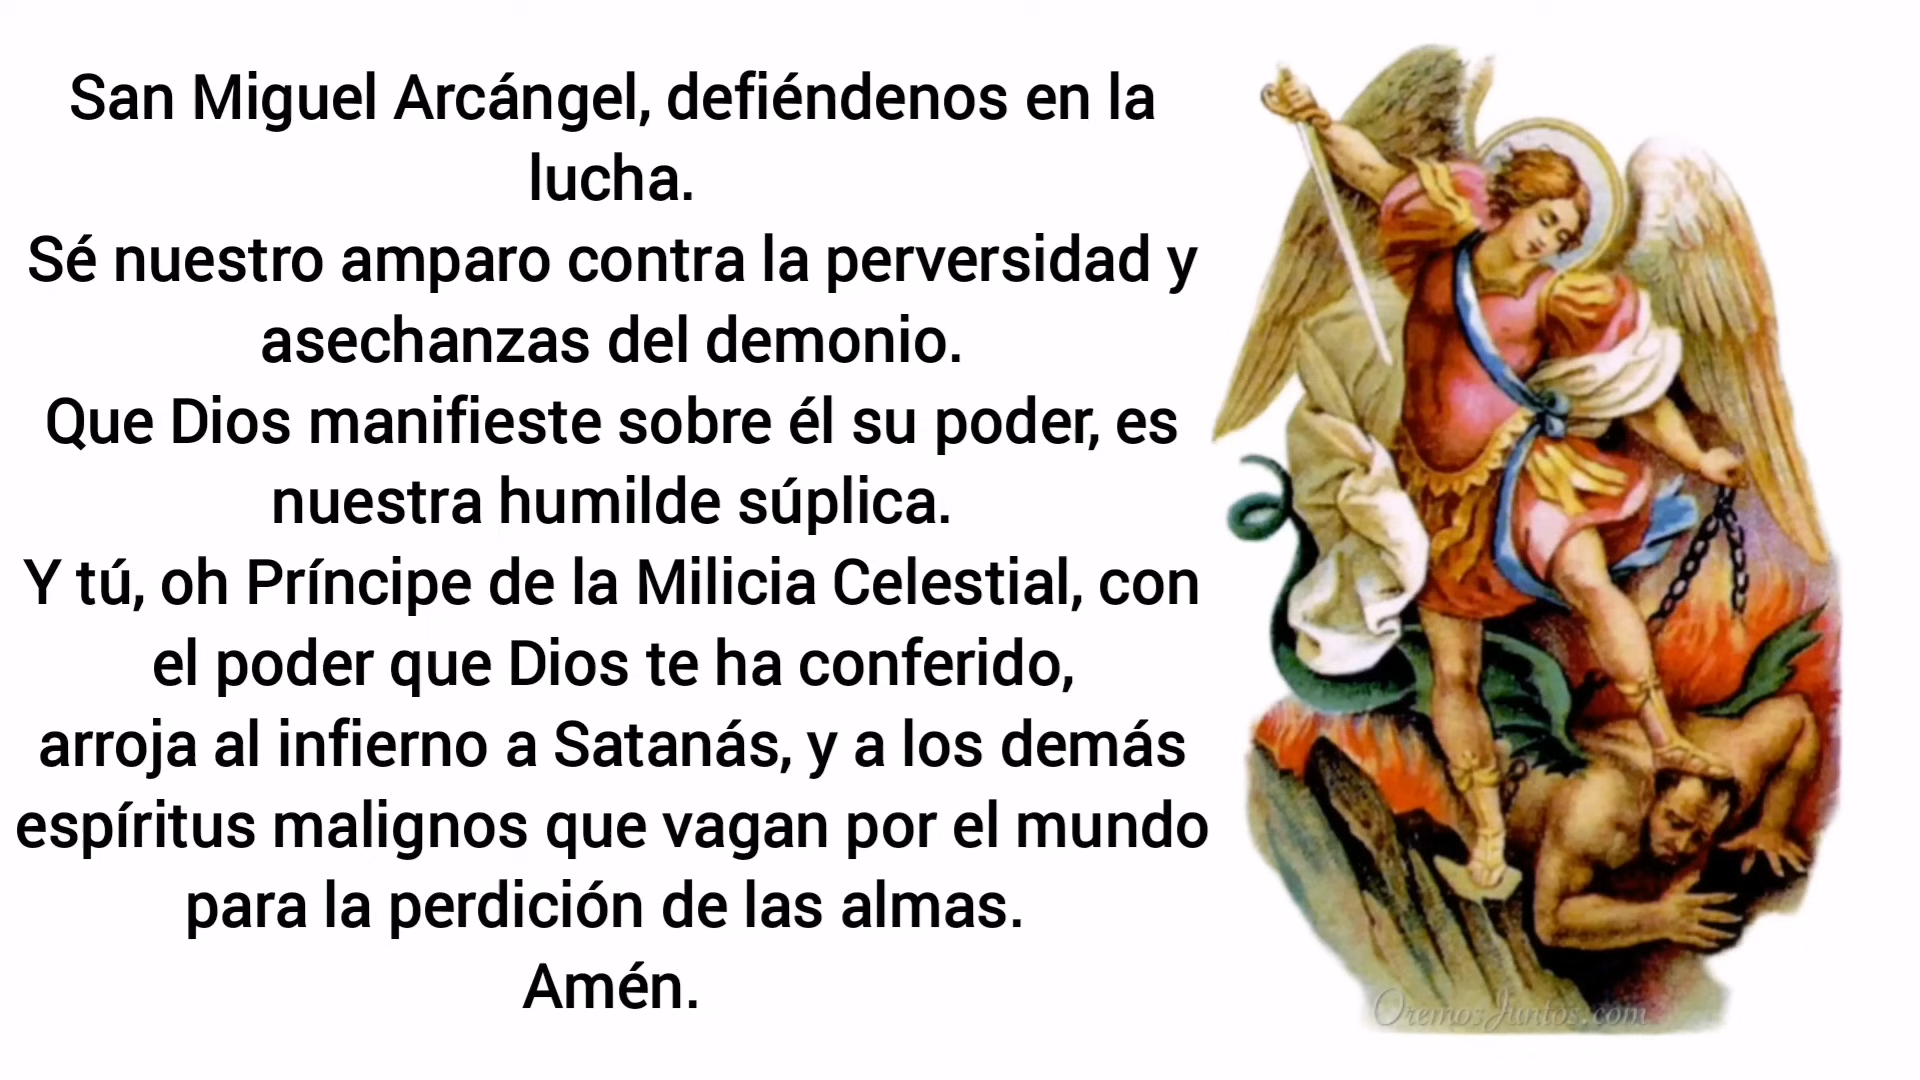 San Miguel Arcángel, defiéndenos en la
lucha.
Sé nuestro amparo contra la perversidad y
asechanzas del demonio.
Que Dios manifieste sobre él su poder, es
nuestra humilde súplica.
Y tú, oh Príncipe de la Milicia Celestial, con
el poder que Dios te ha conferido,
arroja al infierno a Satanás, y a los demás
espíritus malignos que vagan por el mundo
para la perdición de las almas.
Amén.
OremosJuntos.com